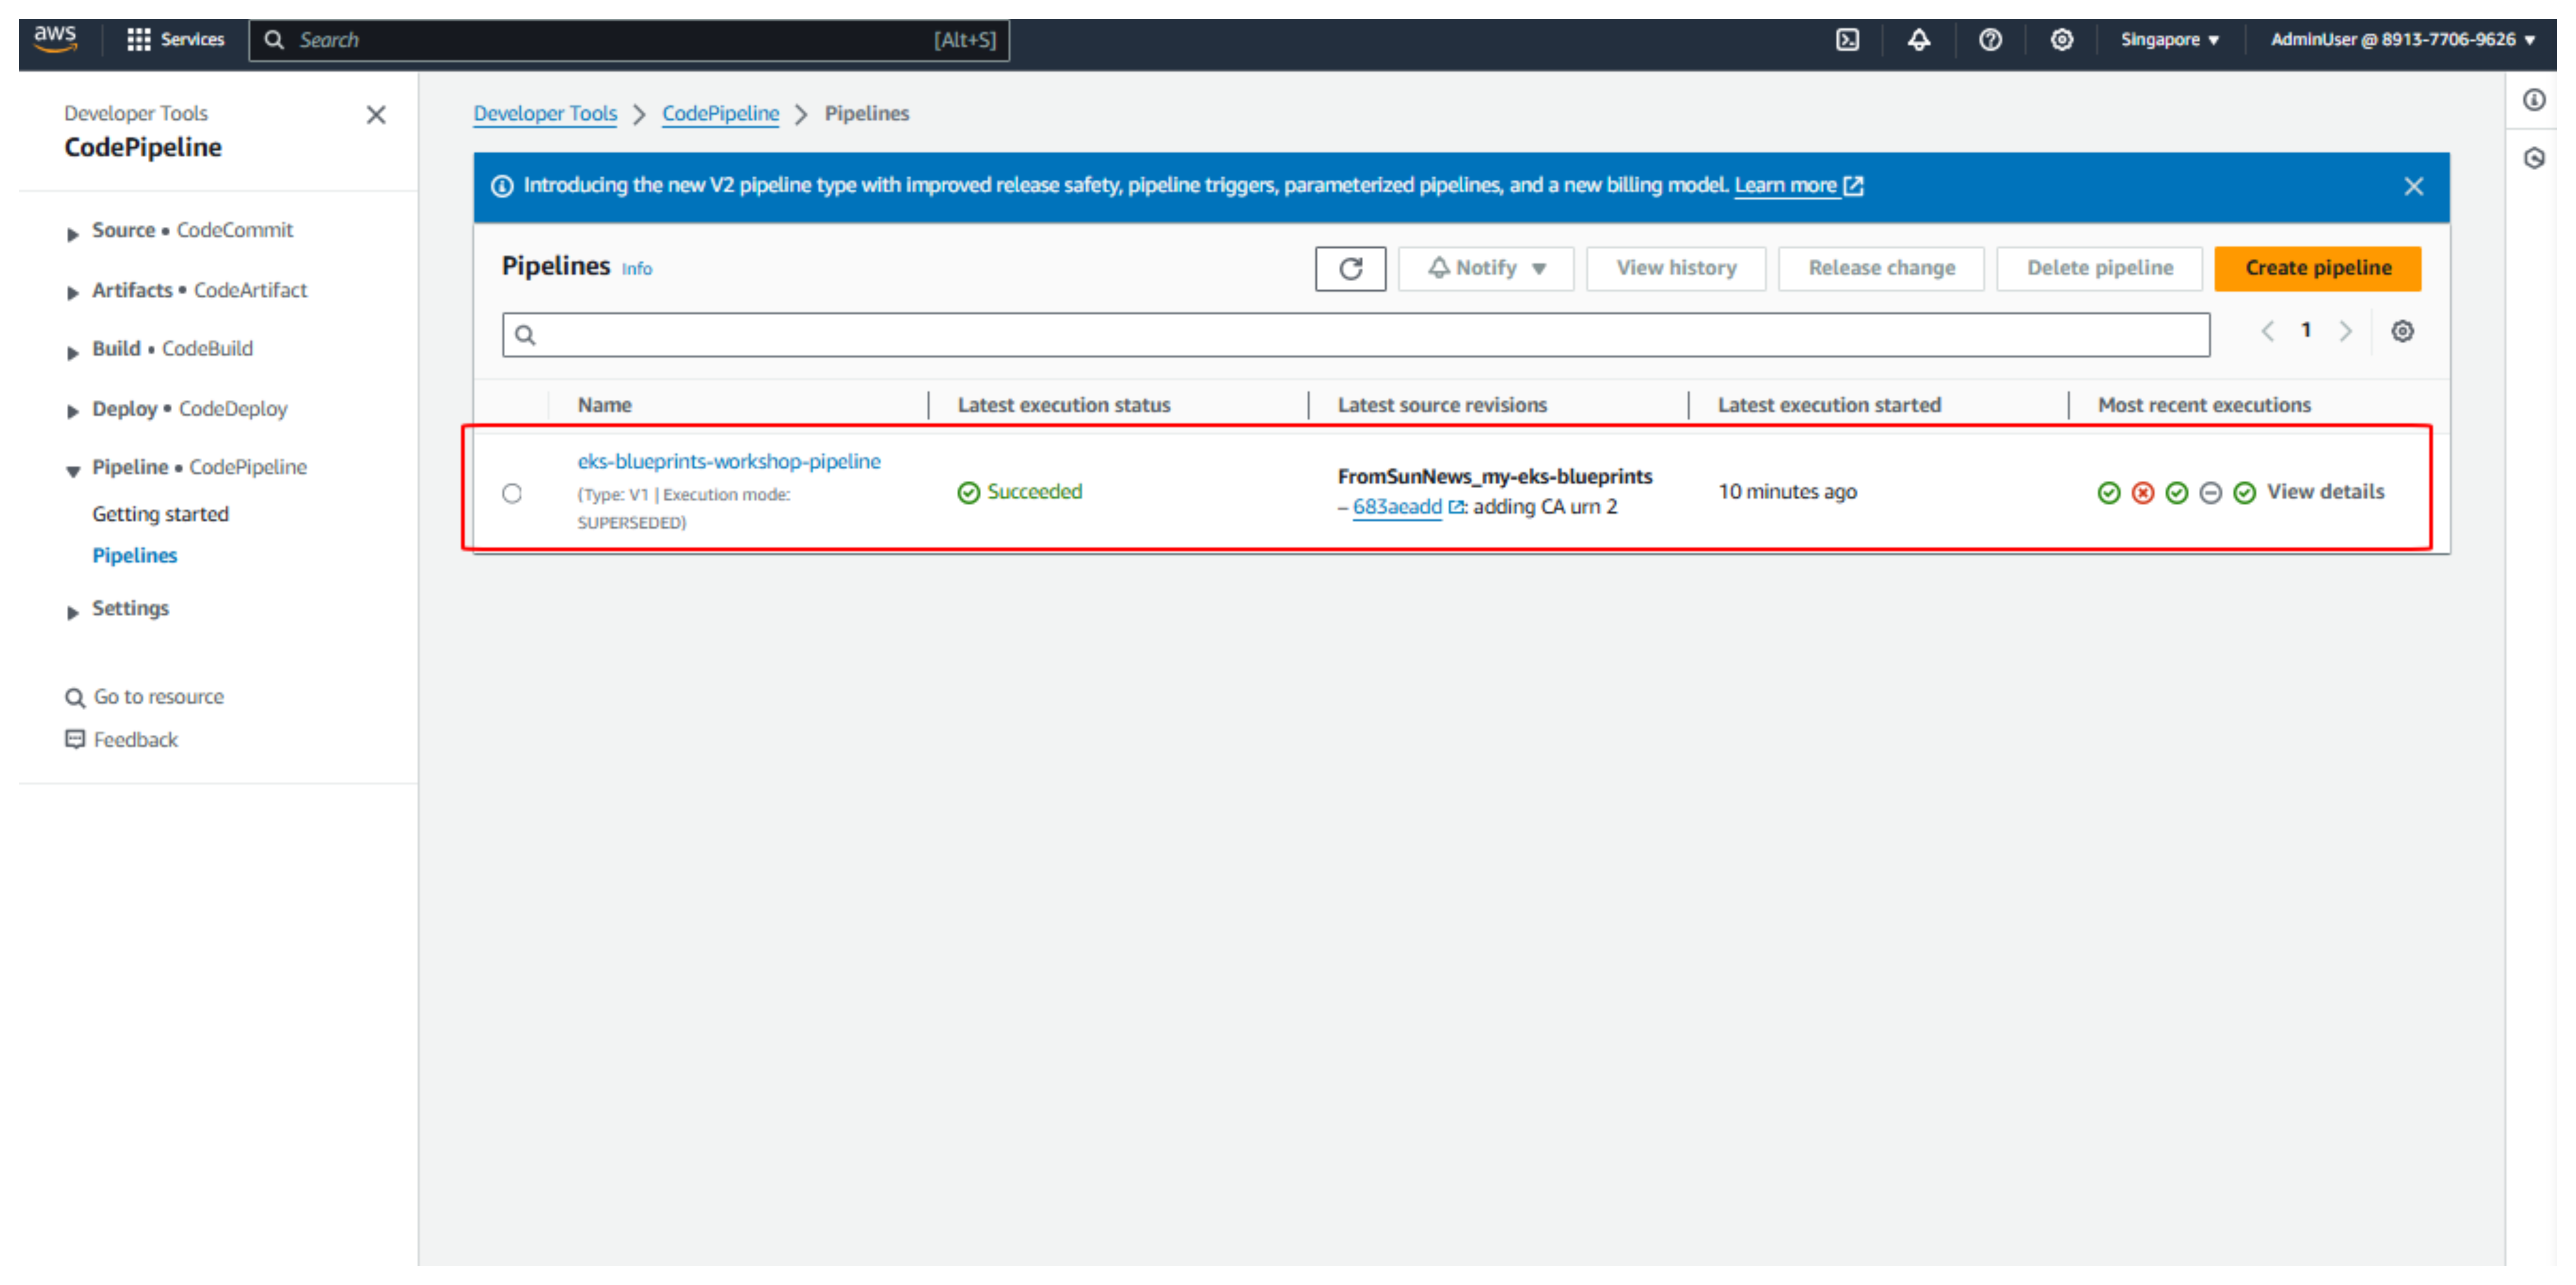 aws Services Search [Alt+S] Singapore ▼ AdminUser @ 8913-7706-9626 ▼
Developer Tools
CodePipeline
Source • CodeCommit
Artifacts • CodeArtifact
Build • CodeBuild
Deploy • CodeDeploy
Pipeline • CodePipeline
Getting started
Pipelines
Settings
Go to resource
Feedback
Developer Tools > CodePipeline > Pipelines
Introducing the new V2 pipeline type with improved release safety, pipeline triggers, parameterized pipelines, and a new billing model. Learn more
Pipelines Info Notify ▼ View history Release change Delete pipeline Create pipeline
< 1 >
Name Latest execution status Latest source revisions Latest execution started Most recent executions
eks-blueprints-workshop-pipeline
(Type: V1 | Execution mode:
SUPERSEDED)
Succeeded
FromSunNews_my-eks-blueprints
– 683aeadd : adding CA urn 2
10 minutes ago
View details